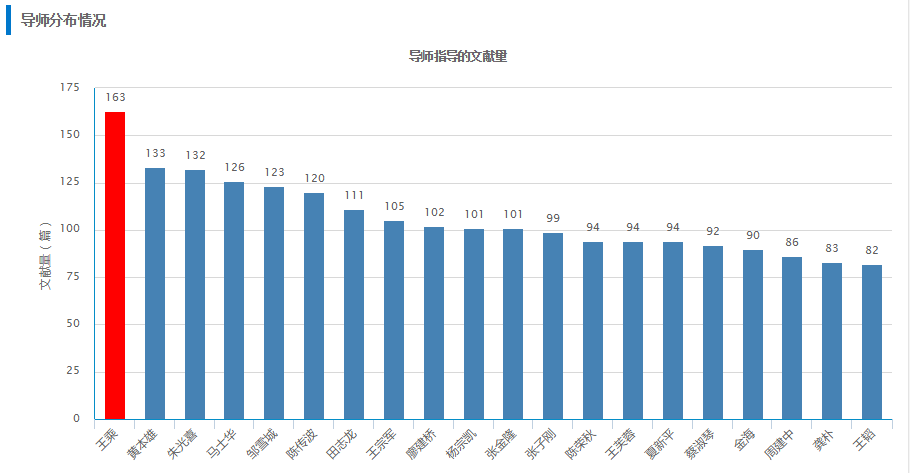 导师分布情况
导师指导的文献量
文献量（篇）
175
150
125
100
75
50
25
0
163
133
132
126
123
120
111
105
102
101
101
99
94
94
94
92
90
86
83
82
王乘
黄本雄
朱光喜
马士华
邹雪城
陈传波
田志龙
王宗军
廖建桥
杨宗凯
张金隆
张子刚
陈荣秋
王芙蓉
夏新平
蔡淑琴
金海
周建中
龚朴
王韬